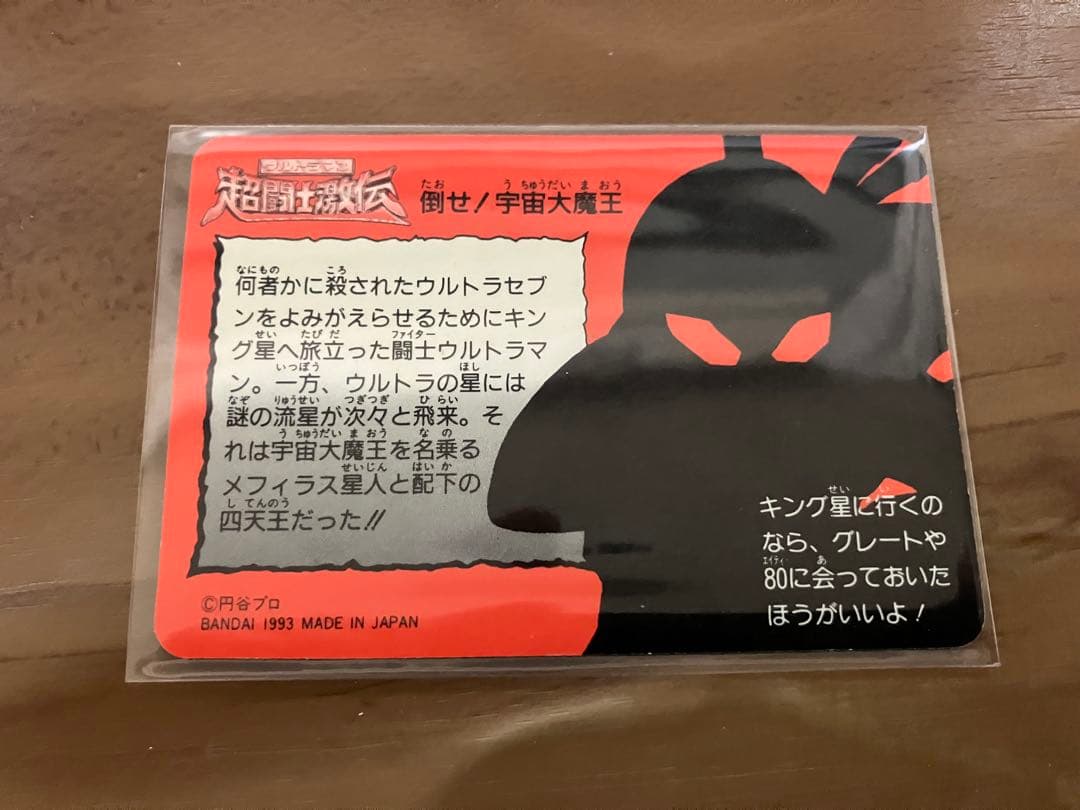 ウルトラマン
超闘士激伝
倒せ!宇宙大魔王
何者かに殺されたウルトラセブ
ンをよみがえらせるためにキン
グ星へ旅立った闘士ウルトラマ
ン。一方、ウルトラの星には
謎の流星が次々と飛来。そ
れは宇宙大魔王を名乗る
メフィラス星人と配下の
四天王だった!!
キング星に行くの
なら、グレートや
80に会っておいた
ほうがいいよ!
©円谷プロ
BANDAI 1993 MADE IN JAPAN